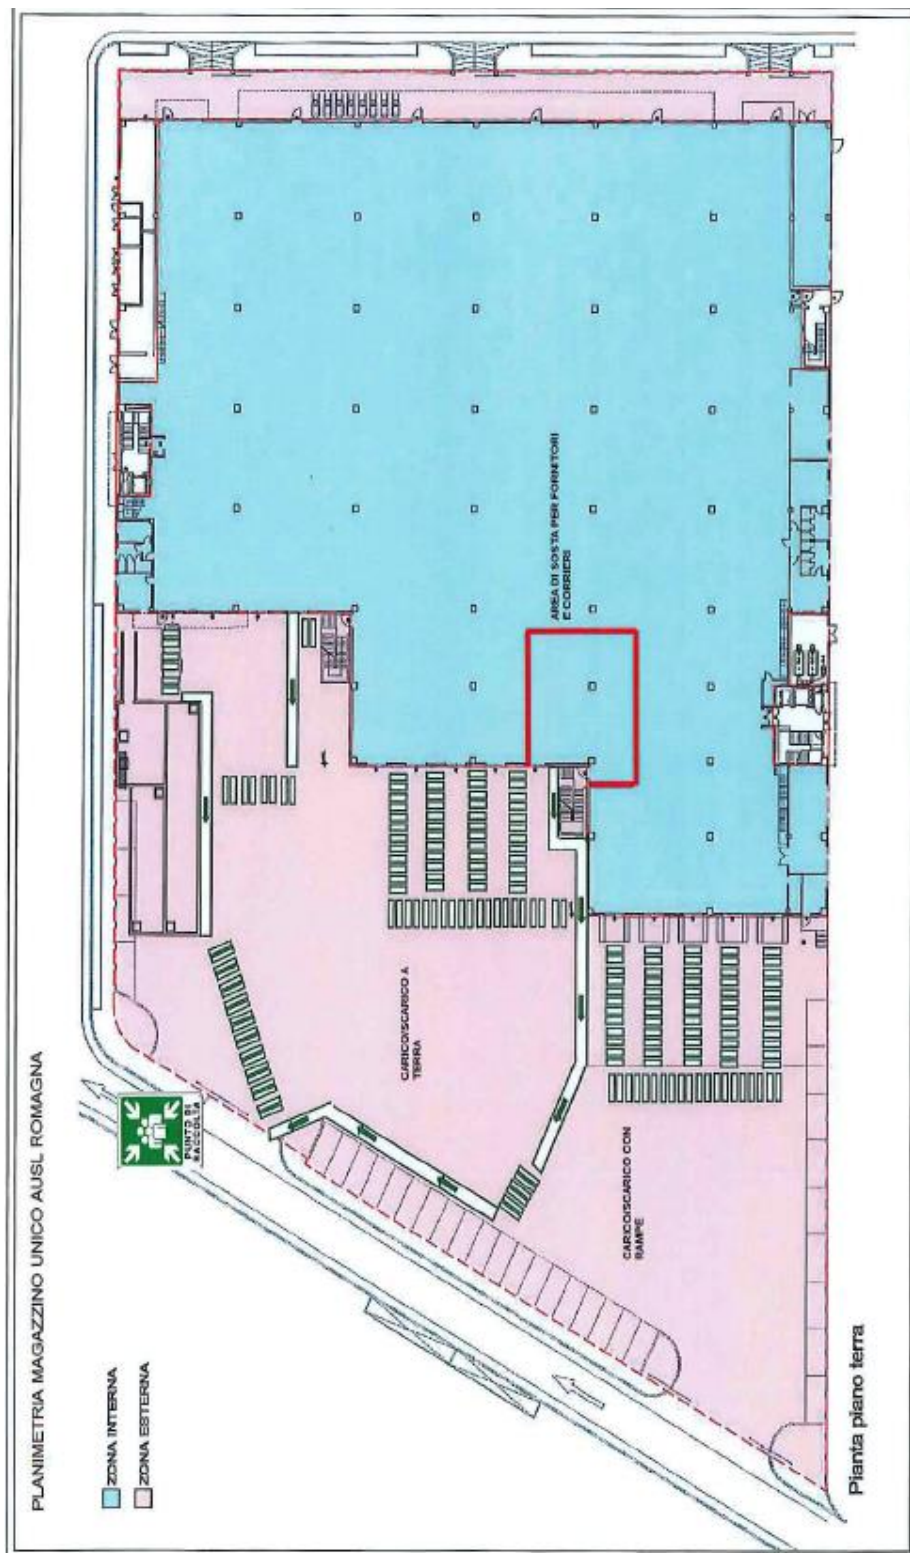 PLANIMETRIA MAGAZZINO UNICO AUSL ROMAGNA
ZONA INTERNA
ZONA ESTERNA
PUNTO DI
RACCOLTA
AREA DI SOSTA PER FORNITORI
E CORRIERI
CARICO/SCARICO A
TERRA
CARICO/SCARICO CON
RAMPE
Pianta piano terra